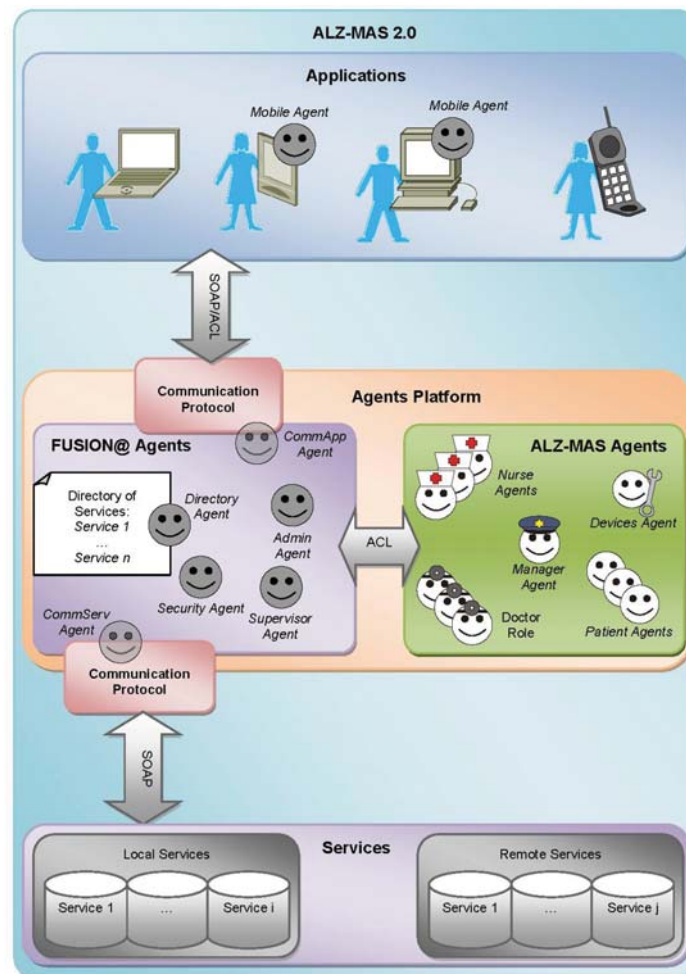 ALZ-MAS 2.0
Applications
Mobile Agent
Mobile Agent
SOAP/ACL
Communication
Protocol
Agents Platform
FUSION@ Agents
CommApp
Agent
ALZ-MAS Agents
Directory of
Services:
Service 1
...
Service n
Directory
Agent
Admin
Agent
Security Agent
Supervisor
Agent
CommServ
Agent
ACL
Nurse
Agents
Devices Agent
Manager
Agent
Doctor
Role
Patient Agents
Communication
Protocol
SOAP
Services
Local Services
Service 1
...
Service i
Remote Services
Service 1
...
Service j